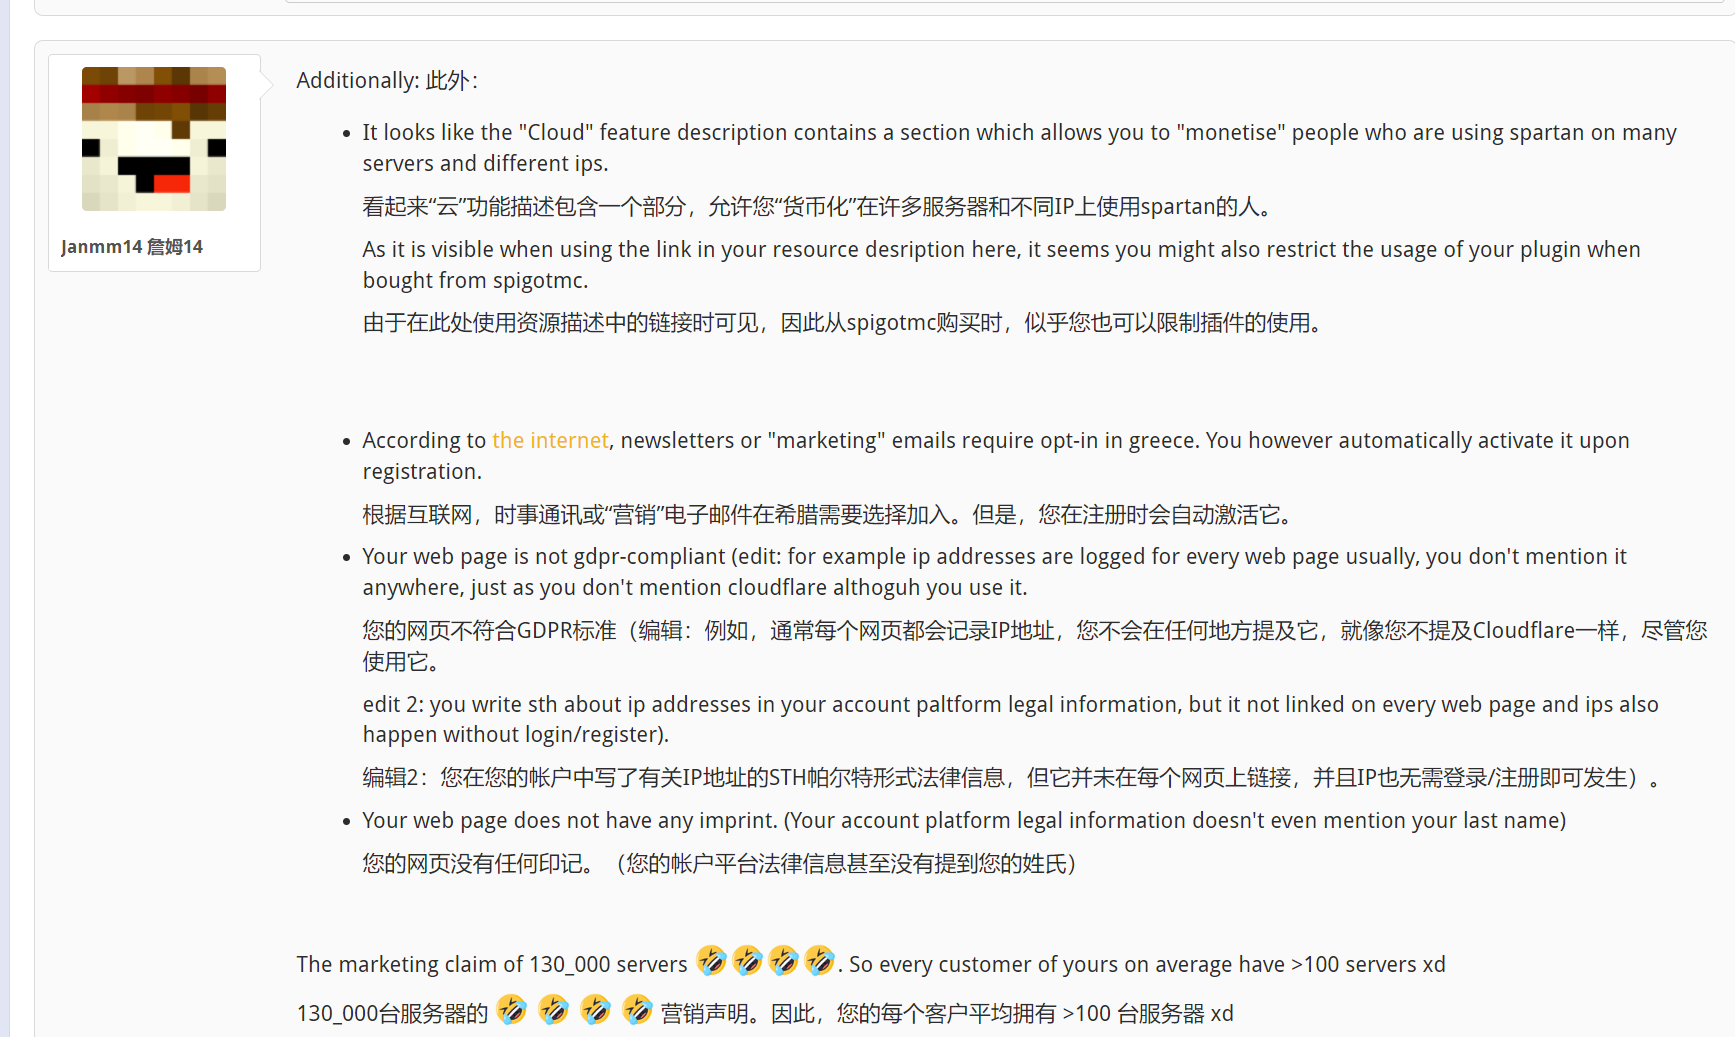 Additionally: 此外：
It looks like the "Cloud" feature description contains a section which allows you to "monetise" people who are using spartan on many
servers and different ips.
看起来“云”功能描述包含一个部分，允许您“货币化”在许多服务器和不同IP上使用spartan的人。
As it is visible when using the link in your resource desription here, it seems you might also restrict the usage of your plugin when
bought from spigotmc.
由于在此处使用资源描述中的链接时可见，因此从spigotmc购买时，似乎您也可以限制插件的使用。
Janmm14 詹姆14
According to the internet, newsletters or "marketing" emails require opt-in in greece. You however automatically activate it upon
registration.
根据互联网，时事通讯或“营销”电子邮件在希腊需要选择加入。但是，您在注册时会自动激活它。
Your web page is not gdpr-compliant (edit: for example ip addresses are logged for every web page usually, you don't mention it
anywhere, just as you don't mention cloudflare althoguh you use it.
您的网页不符合GDPR标准（编辑：例如，通常每个网页都会记录IP地址，您不会在任何地方提及它，就像您不提及Cloudflare一样，尽管您
使用它。
edit 2: you write sth about ip addresses in your account paltform legal information, but it not linked on every web page and ips also
happen without login/register).
编辑2：您在您的帐户中写了有关IP地址的STH帕尔特形式法律信息，但它并未在每个网页上链接，并且IP也无需登录/注册即可发生）。
Your web page does not have any imprint. (Your account platform legal information doesn't even mention your last name)
您的网页没有任何印记。（您的帐户平台法律信息甚至没有提到您的姓氏）
The marketing claim of 130_000 servers 🤣🤣🤣🤣. So every customer of yours on average have >100 servers xd
130_000台服务器的 🤣 🤣 🤣 🤣 营销声明。因此，您的每个客户平均拥有 >100 台服务器 xd